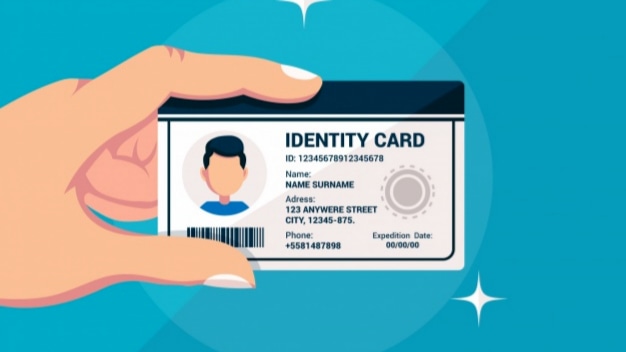 IDENTITY CARD
ID: 12345678912345678
Name:
NAME SURNAME
Adress:
123 ANYWERE STREET
CITY, 12345-875.
Phone:
+5581487898
Expedition Date:
00/00/00